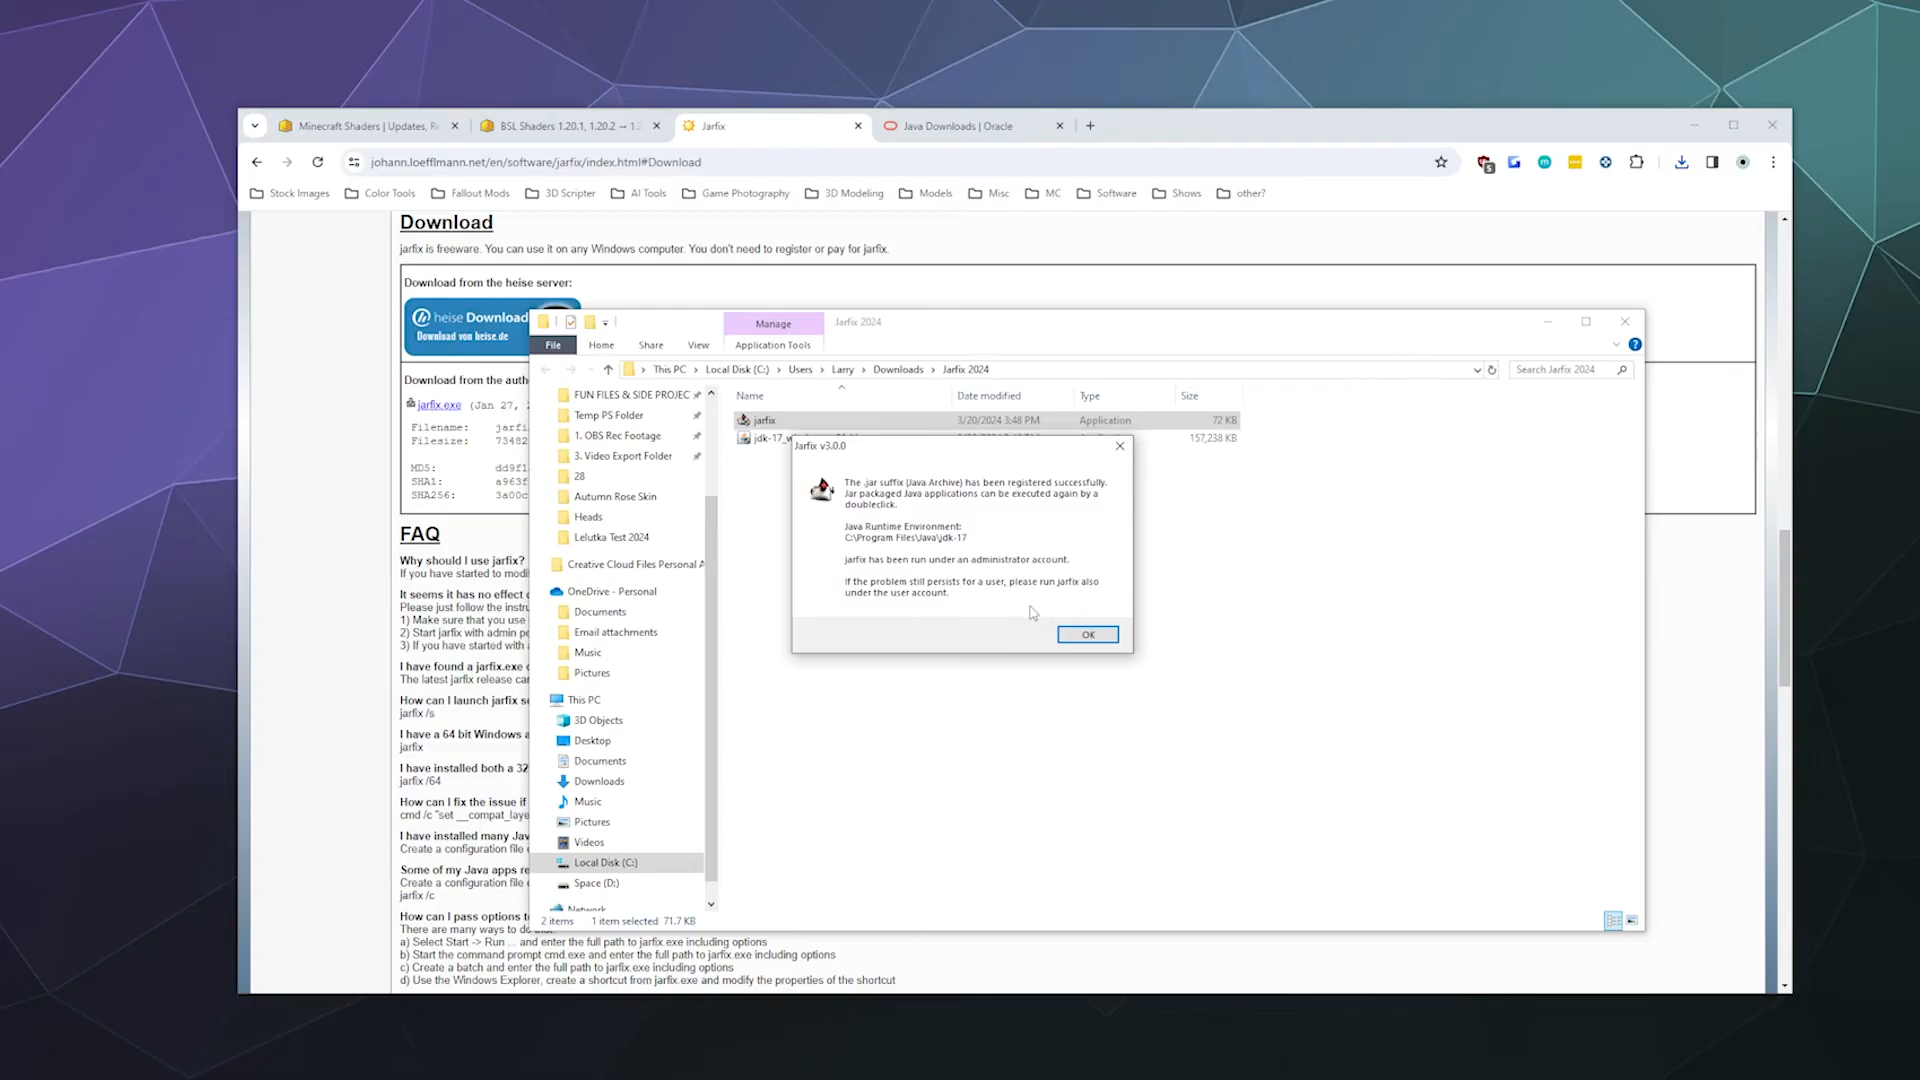 Minecraft Shaders | Updates, Re
BSL Shaders 1.20.1, 1.20.2 → 1.2
Jarfix
Java Downloads | Oracle
johann.loefflmann.net/en/software/jarfix/index.html#Download
Stock Images
Color Tools
Fallout Mods
3D Scripter
AI Tools
Game Photography
3D Modeling
Models
Misc
MC
Software
Shows
other?
Download
jarfix is freeware. You can use it on any Windows computer. You don't need to register or pay for jarfix.
Download from the heise server:
heise Download
Download von heise.de
Download from the auth
jarfix.exe (Jan 27, 2
Filename: jarfi
Filesize: 73482
MD5: dd9f1
SHA1: a963f
SHA256: 3a00c
FAQ
Why should I use jarfix?
If you have started to modi
It seems it has no effect o
Please just follow the instru
1) Make sure that you use
2) Start jarfix with admin pe
3) If you have started with a
I have found a jarfix.exe o
The latest jarfix release car
How can I launch jarfix se
jarfix /s
I have a 64 bit Windows a
jarfix
I have installed both a 32
jarfix /64
How can I fix the issue if
cmd /c "set __compat_laye
I have installed many Jav
Create a configuration file
Some of my Java apps re
Create a configuration file
jarfix /c
How can I pass options t
There are many ways to do that:
a) Select Start -> Run ... and enter the full path to jarfix.exe including options
b) Start the command prompt cmd.exe and enter the full path to jarfix.exe including options
c) Create a batch and enter the full path to jarfix.exe including options
d) Use the Windows Explorer, create a shortcut from jarfix.exe and modify the properties of the shortcut
Manage
Jarfix 2024
File
Home
Share
View
Application Tools
This PC
Local Disk (C:)
Users
Larry
Downloads
Jarfix 2024
Search Jarfix 2024
FUN FILES & SIDE PROJEC
Temp PS Folder
1. OBS Rec Footage
3. Video Export Folder
28
Autumn Rose Skin
Heads
Lelutka Test 2024
Creative Cloud Files Personal A
OneDrive - Personal
Documents
Email attachments
Music
Pictures
This PC
3D Objects
Desktop
Documents
Downloads
Music
Pictures
Videos
Local Disk (C:)
Space (D:)
Network
2 items
1 item selected 71.7 KB
Name
Date modified
Type
Size
jarfix
3/20/2024 3:48 PM
Application
72 KB
jdk-17_w
157,238 KB
Jarfix v3.0.0
The .jar suffix (Java Archive) has been registered successfully.
Jar packaged Java applications can be executed again by a
doubleclick.
Java Runtime Environment:
C:\Program Files\Java\jdk-17
jarfix has been run under an administrator account.
If the problem still persists for a user, please run jarfix also
under the user account.
OK